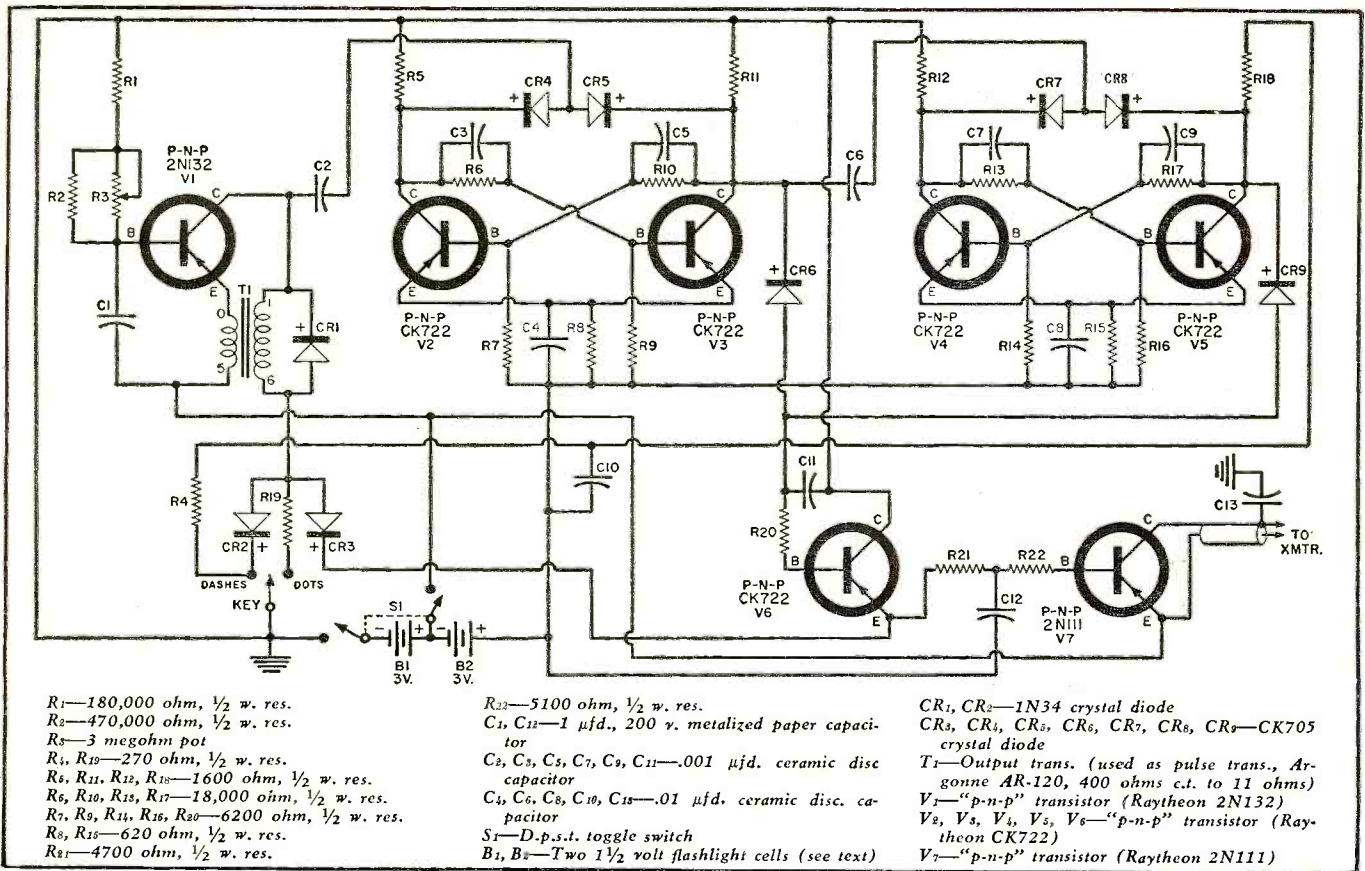 R1
R2
R3
P-N-P
2N132
V1
C
B
E
C1
T1
0
5
1
6
+
CR1
C2
R5
CR4
CR5
+
+
R11
C3
R6
C5
R10
C
B
E
C
B
E
P-N-P
CK722
V2
P-N-P
CK722
V3
R7
C4
R8
R9
C6
+
CR6
R12
CR7
CR8
+
+
R18
C7
R13
C9
R17
C
B
E
C
B
E
P-N-P
CK722
V4
P-N-P
CK722
V5
R14
C8
R15
R16
+
CR9
R4
R19
CR2
+
+
CR3
DASHES
DOTS
KEY
S1
-
+
-
+
B1
3V.
B2
3V.
C10
C11
R20
C
B
E
P-N-P
CK722
V6
R21
R22
C12
C
B
E
P-N-P
2N111
V7
C13
TO
XMTR.
R1—180,000 ohm, ½ w. res.
R2—470,000 ohm, ½ w. res.
R3—3 megohm pot
R4, R19—270 ohm, ½ w. res.
R5, R11, R12, R18—1600 ohm, ½ w. res.
R6, R10, R13, R17—18,000 ohm, ½ w. res.
R7, R9, R14, R16, R20—6200 ohm, ½ w. res.
R8, R15—620 ohm, ½ w. res.
R21—4700 ohm, ½ w. res.
R22—5100 ohm, ½ w. res.
C1, C12—1 µfd., 200 v. metalized paper capaci-
tor
C2, C3, C5, C7, C9, C11—.001 µfd. ceramic disc
capacitor
C4, C6, C8, C10, C13—.01 µfd. ceramic disc. ca-
pacitor
S1—D.p.s.t. toggle switch
B1, B2—Two 1½ volt flashlight cells (see text)
CR1, CR2—1N34 crystal diode
CR3, CR4, CR5, CR6, CR7, CR8, CR9—CK705
crystal diode
T1—Output trans. (used as pulse trans., Ar-
gonne AR-120, 400 ohms c.t. to 11 ohms)
V1—"p-n-p" transistor (Raytheon 2N132)
V2, V3, V4, V5, V6—"p-n-p" transistor (Ray-
theon CK722)
V7—"p-n-p" transistor (Raytheon 2N111)